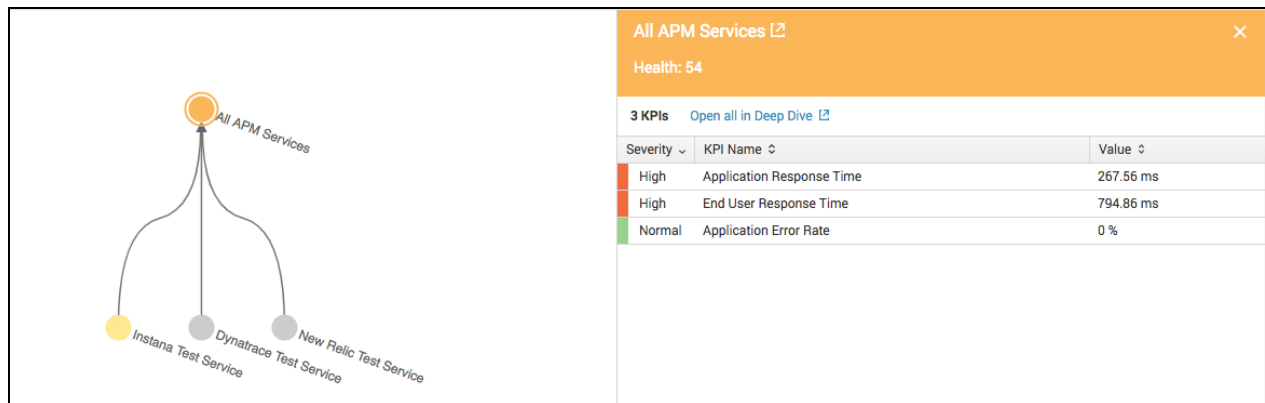 All APM Services
Instana Test Service
Dynatrace Test Service
New Relic Test Service
All APM Services
Health: 54
3 KPIs Open all in Deep Dive
Severity KPI Name Value
High Application Response Time 267.56 ms
High End User Response Time 794.86 ms
Normal Application Error Rate 0 %